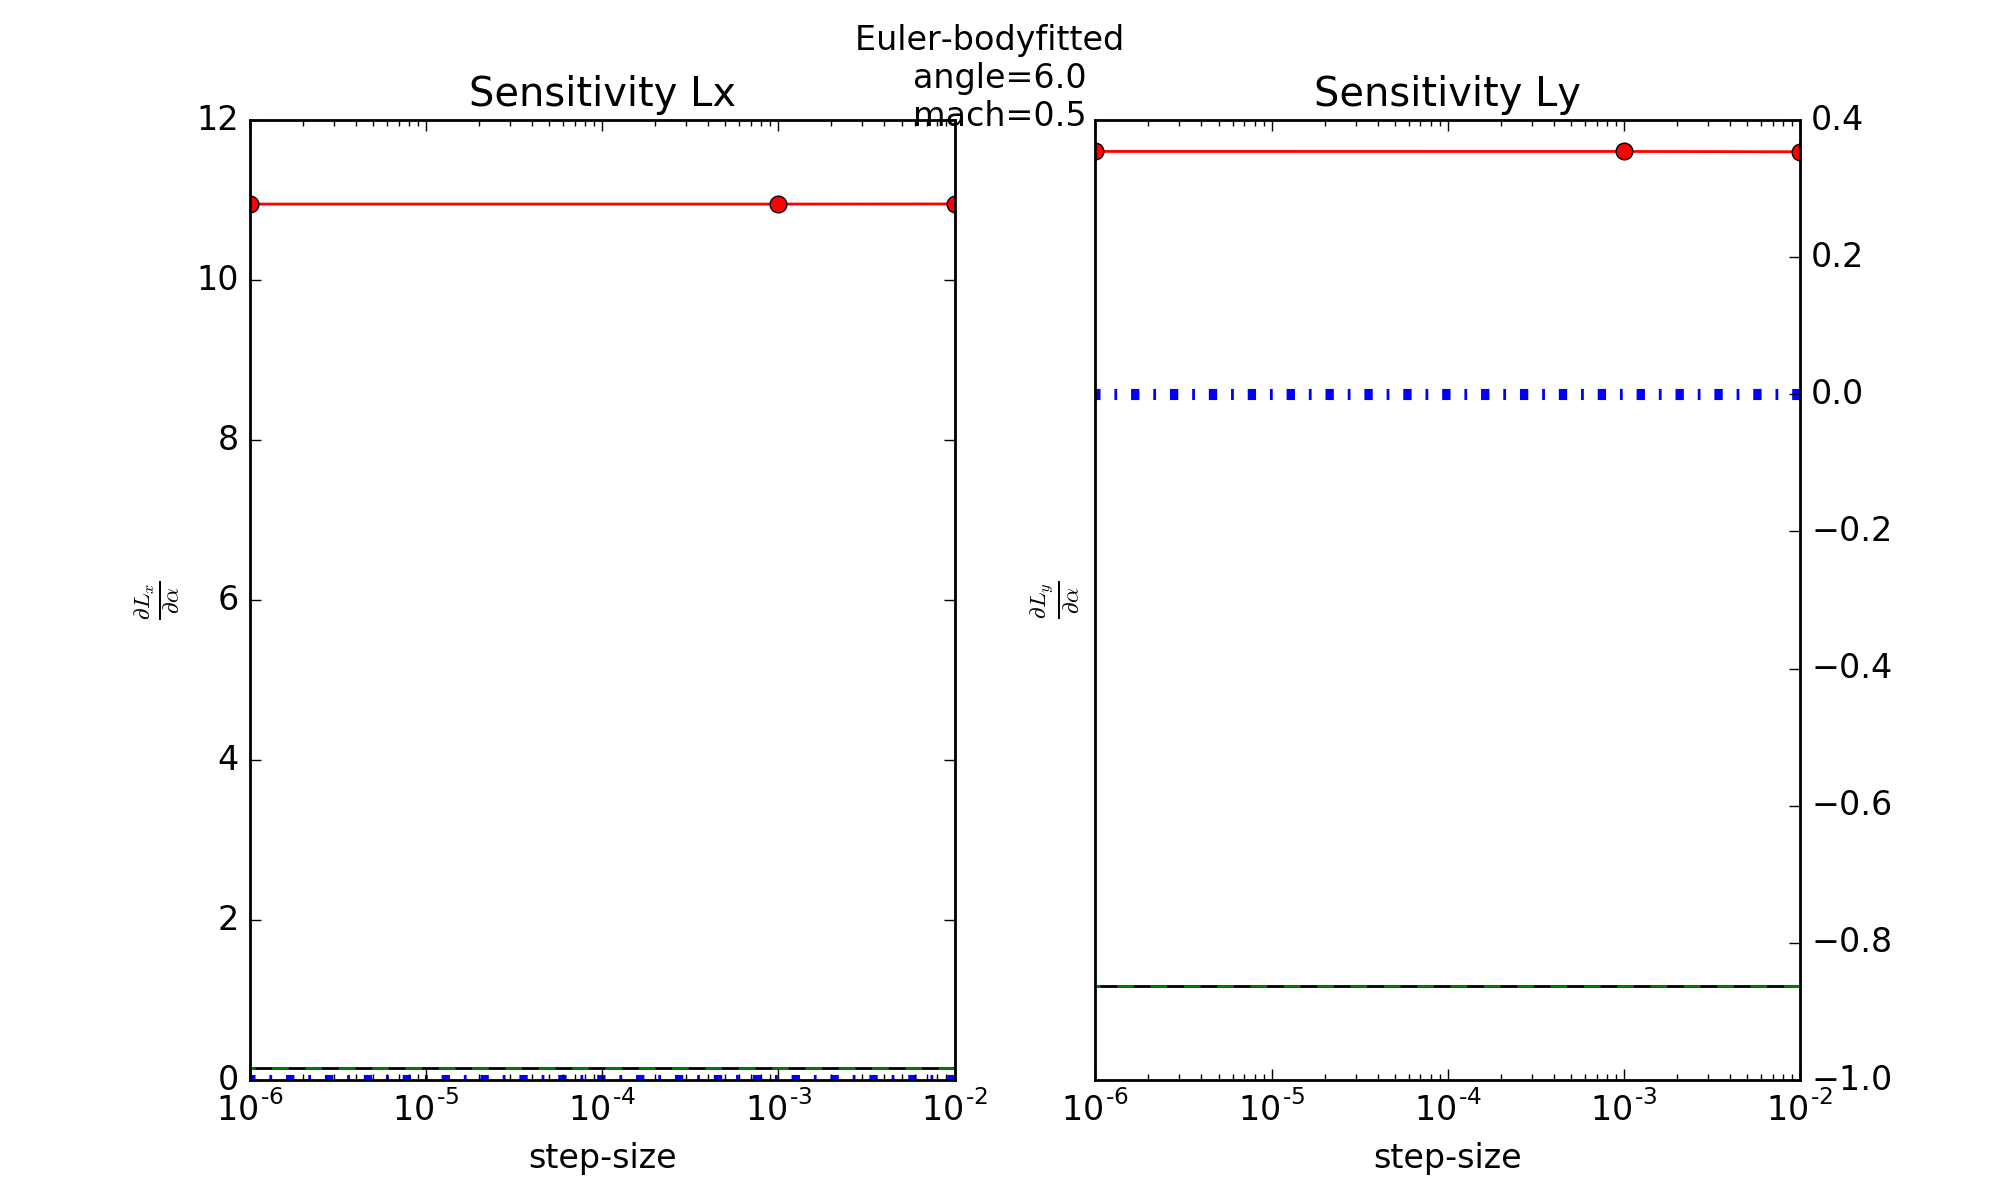 Euler-bodyfitted
angle=6.0
mach=0.5
Sensitivity Lx
12
10
8
6
4
2
0
∂Lₓ/∂α
10⁻⁶ 10⁻⁵ 10⁻⁴ 10⁻³ 10⁻²
step-size
Sensitivity Ly
∂L_y/∂α
0.4
0.2
0.0
−0.2
−0.4
−0.6
−0.8
−1.0
10⁻⁶ 10⁻⁵ 10⁻⁴ 10⁻³ 10⁻²
step-size